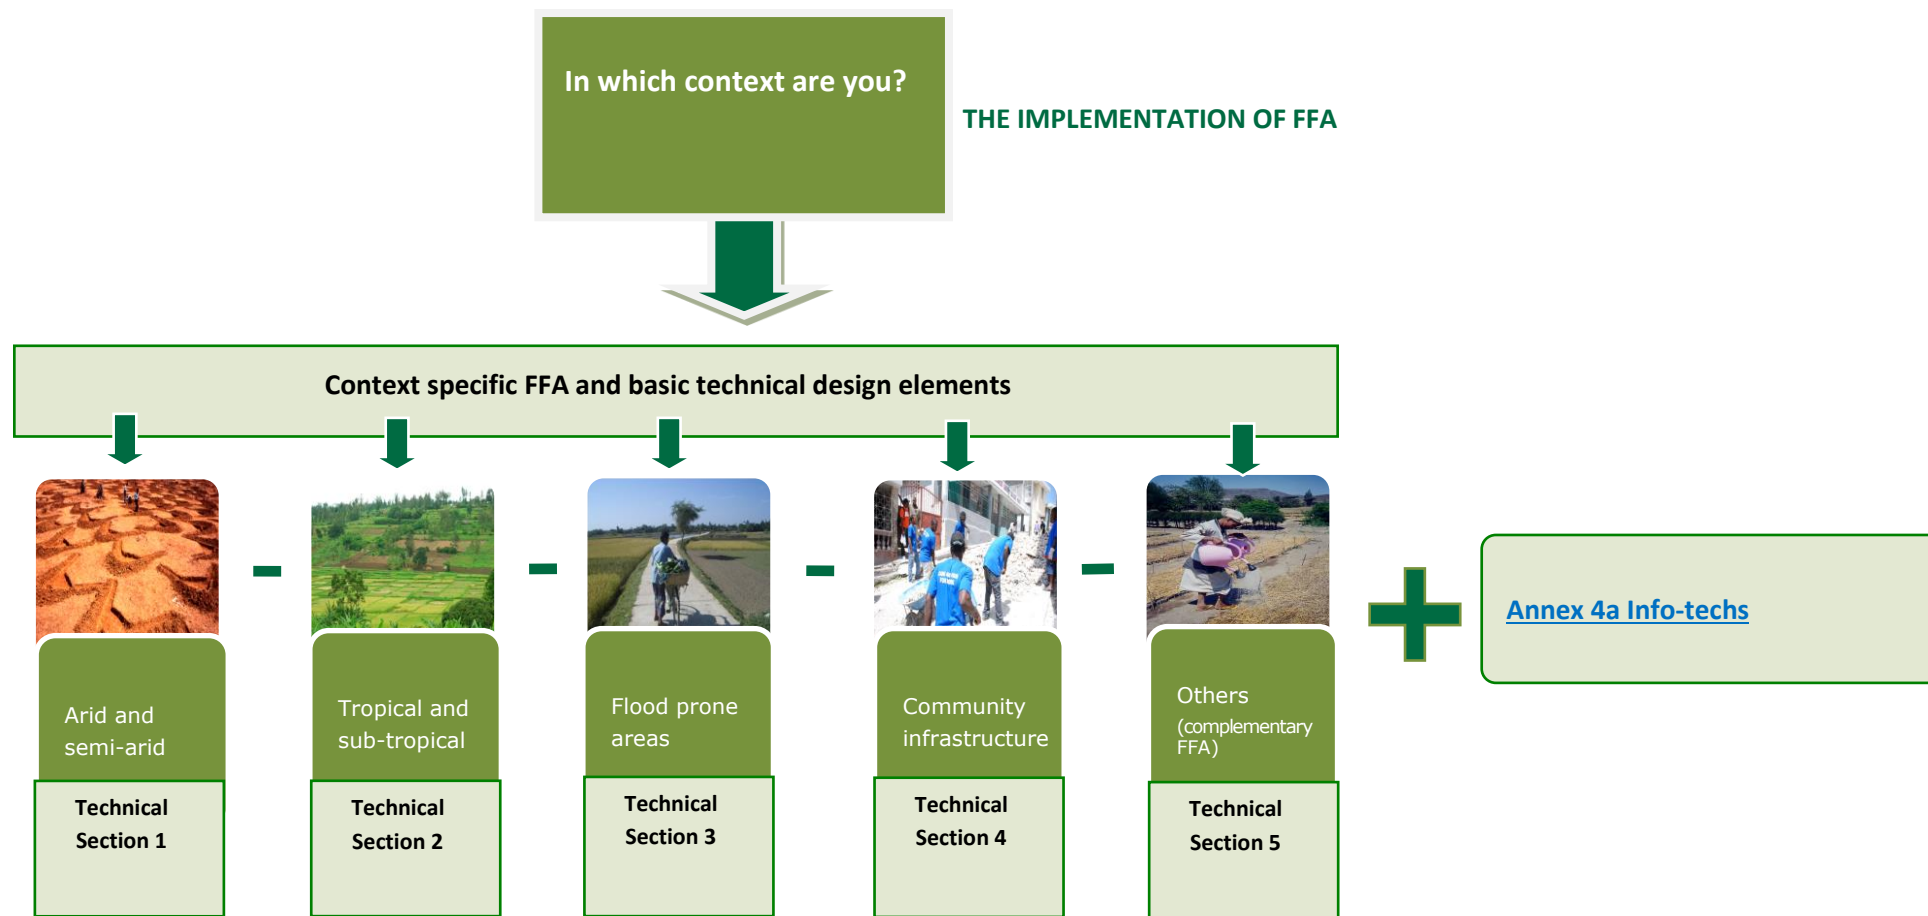 In which context are you?
THE IMPLEMENTATION OF FFA
Context specific FFA and basic technical design elements
Arid and
semi-arid
Tropical and
sub-tropical
Flood prone
areas
Community
infrastructure
Others
(complementary
FFA)
Technical
Section 1
Technical
Section 2
Technical
Section 3
Technical
Section 4
Technical
Section 5
Annex 4a Info-techs